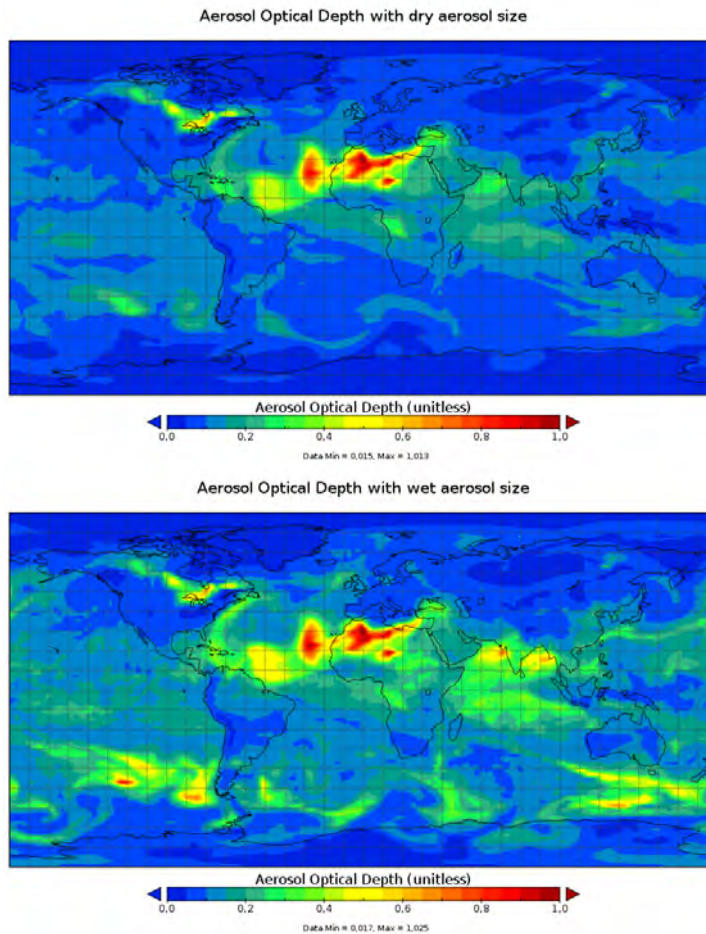 Aerosol Optical Depth with dry aerosol size
Aerosol Optical Depth (unitless)
0.0 0.2 0.4 0.6 0.8 1.0
Data Min = 0.015, Max = 1.013
Aerosol Optical Depth with wet aerosol size
Aerosol Optical Depth (unitless)
0.0 0.2 0.4 0.6 0.8 1.0
Data Min = 0.017, Max = 1.025